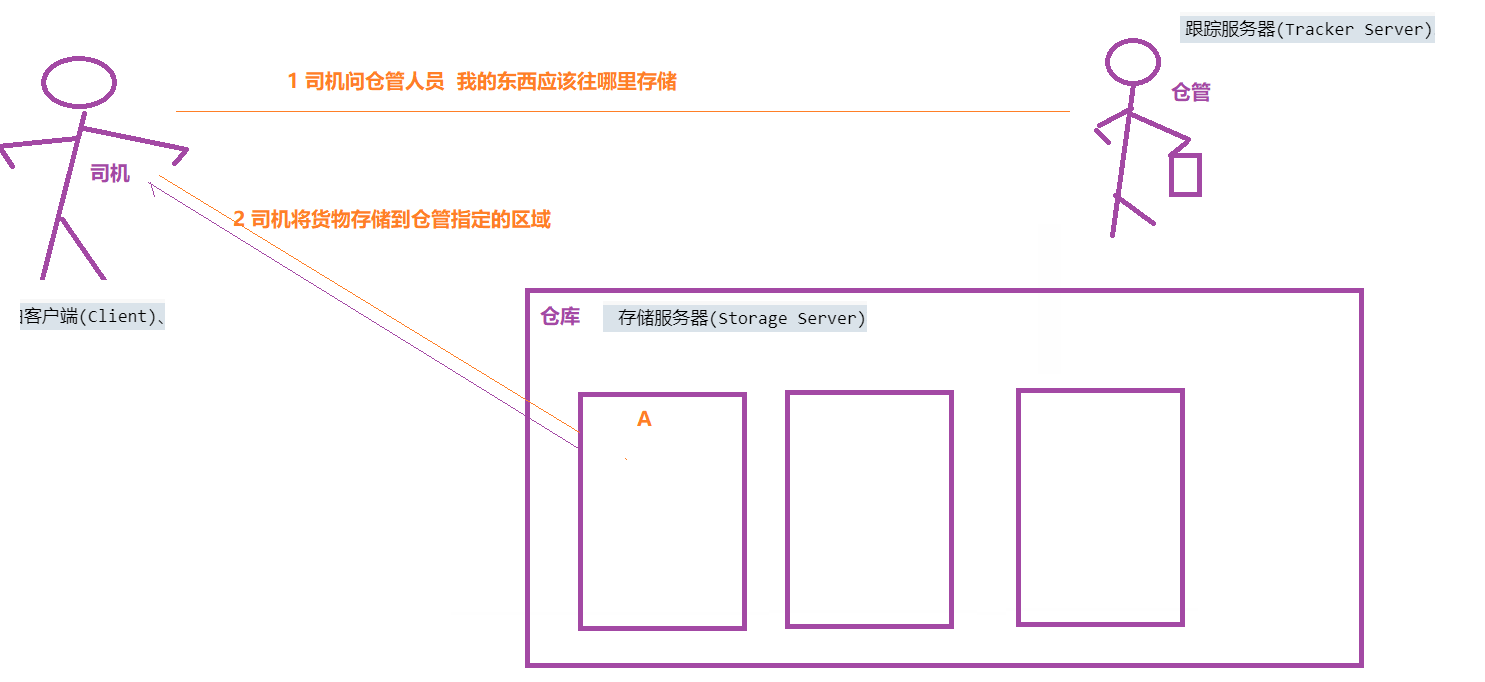 跟踪服务器(Tracker Server)
1 司机问仓管人员 我的东西应该往哪里存储
仓管
司机
2 司机将货物存储到仓管指定的区域
客户端(Client)、
仓库 存储服务器(Storage Server)
A